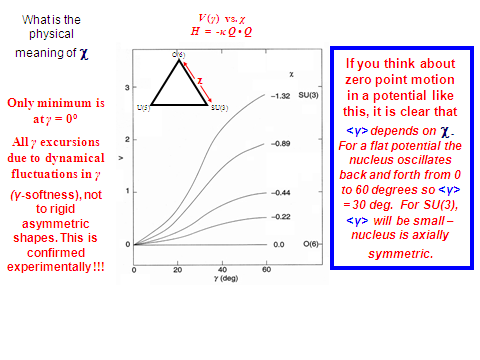 What is the
physical
meaning of χ
Only minimum is
at γ = 0°
All γ excursions
due to dynamical
fluctuations in γ
(γ-softness), not
to rigid
asymmetric
shapes. This is
confirmed
experimentally!!!
V(γ) vs. χ
H = -κ Q • Q
O(6)
χ
U(5)
SU(3)
3
2
1
0
V
0
20
40
60
γ (deg)
χ
−1.32 SU(3)
−0.89
−0.44
−0.22
0.0 O(6)
If you think about
zero point motion
in a potential like
this, it is clear that
<γ> depends on χ .
For a flat potential the
nucleus oscillates
back and forth from 0
to 60 degrees so <γ>
= 30 deg. For SU(3),
<γ> will be small –
nucleus is axially
symmetric.